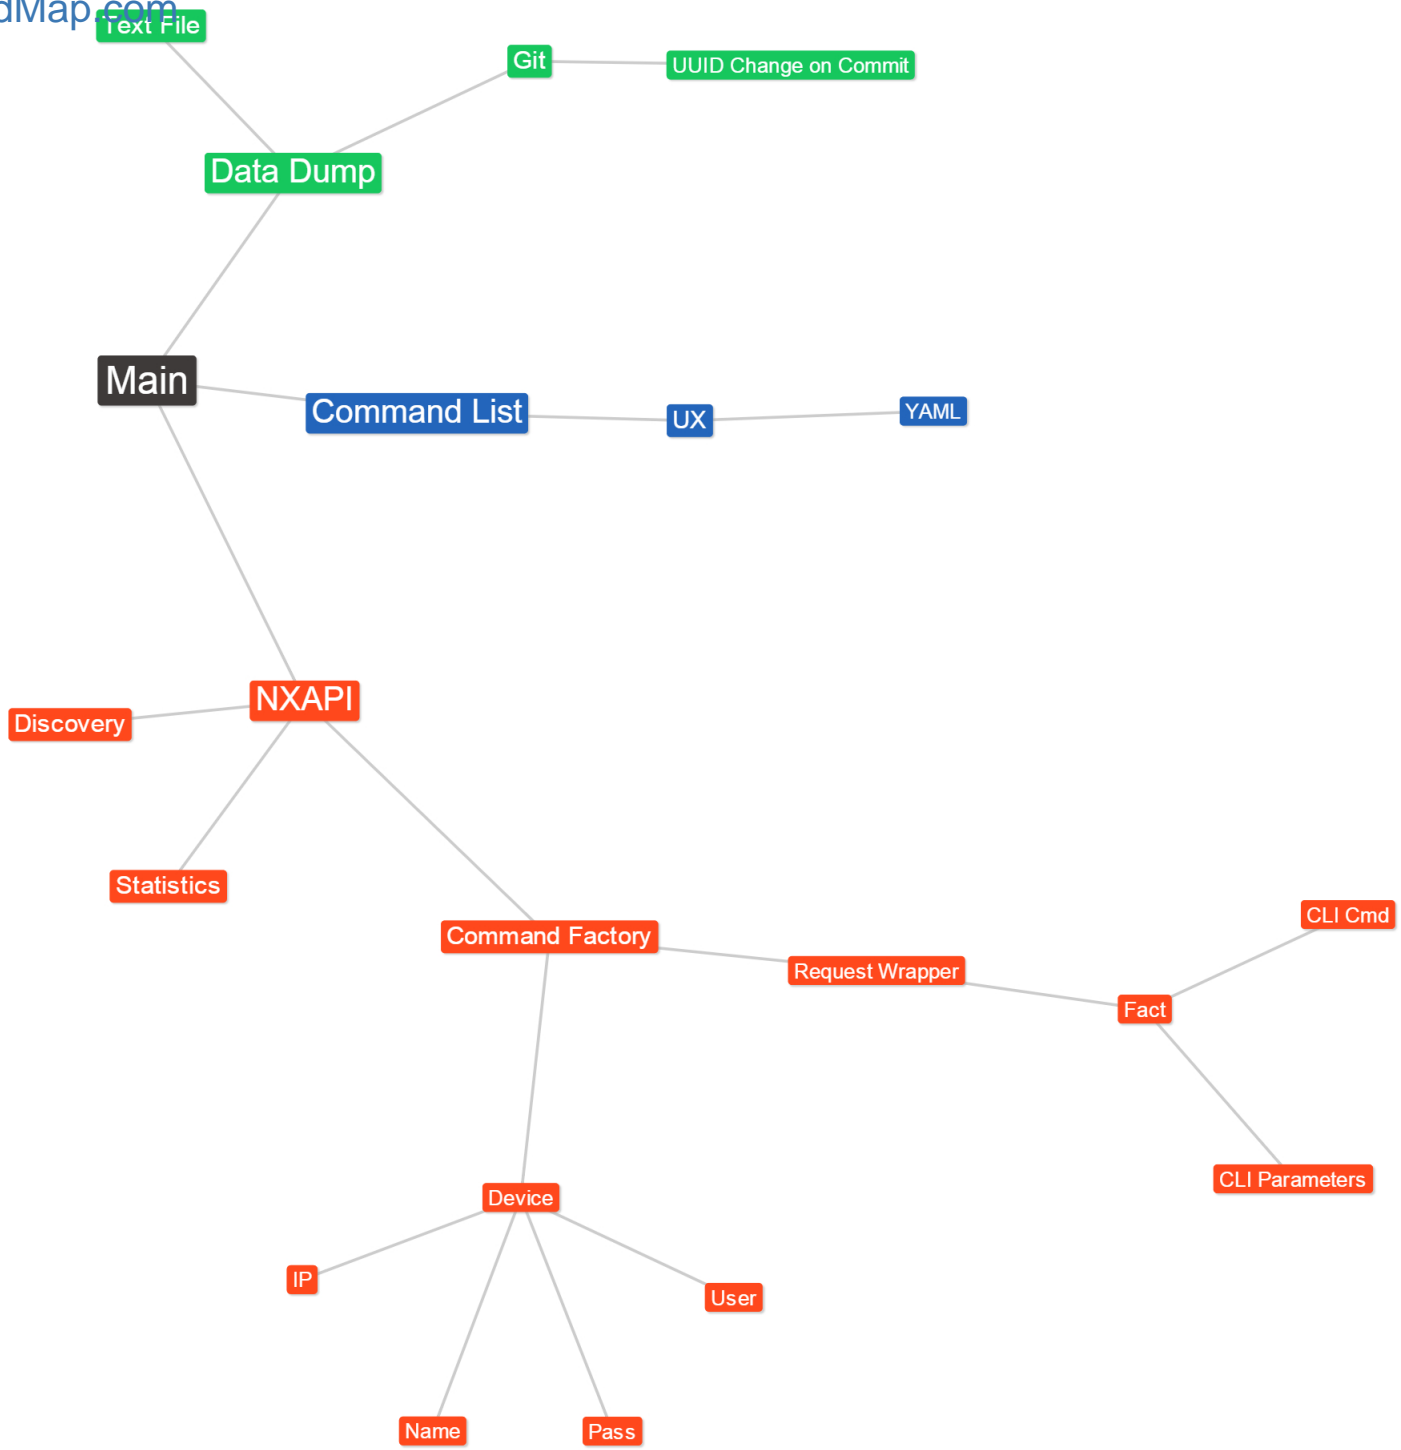 dMap.com
Text File
Git
UUID Change on Commit
Data Dump
Main
Command List
UX
YAML
NXAPI
Discovery
Statistics
Command Factory
Request Wrapper
CLI Cmd
Fact
CLI Parameters
Device
IP
User
Name
Pass